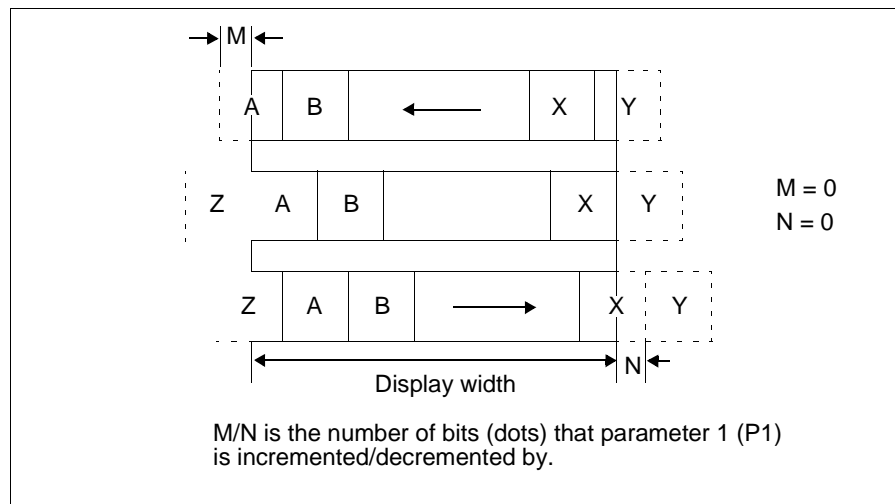 M
A B X Y
Z A B X Y
M = 0
N = 0
Z A B X Y
N
Display width
M/N is the number of bits (dots) that parameter 1 (P1)
is incremented/decremented by.